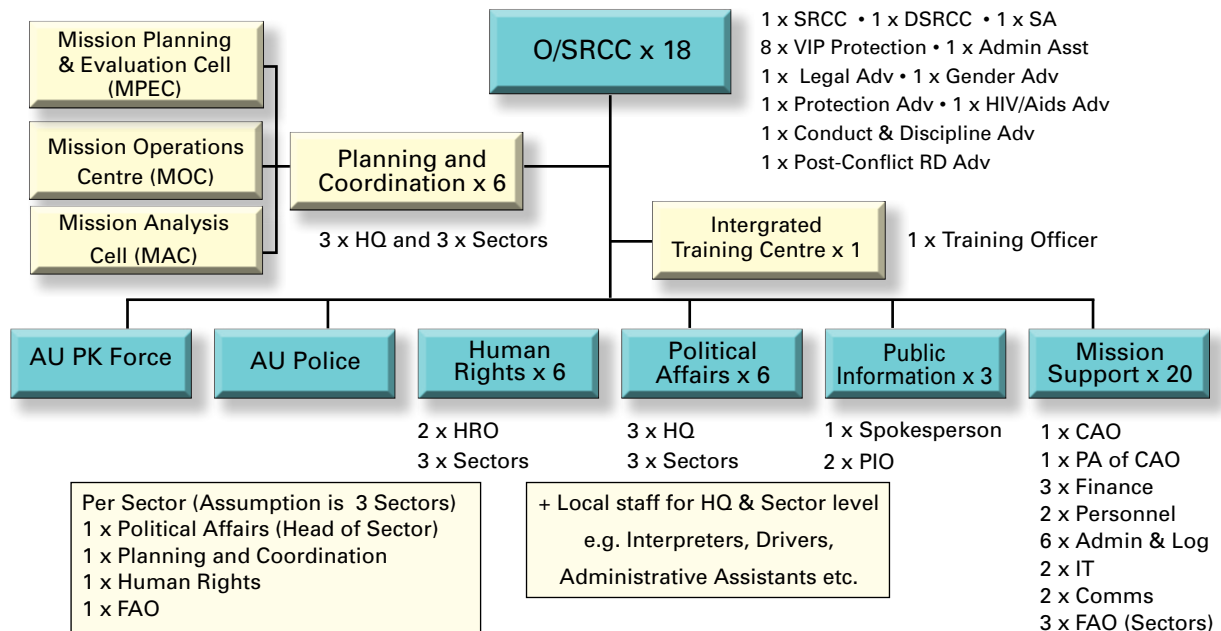 Mission Planning
& Evaluation Cell
(MPEC)
Mission Operations
Centre (MOC)
Mission Analysis
Cell (MAC)
Planning and
Coordination x 6
3 x HQ and 3 x Sectors
O/SRCC x 18
1 x SRCC • 1 x DSRCC • 1 x SA
8 x VIP Protection • 1 x Admin Asst
1 x Legal Adv • 1 x Gender Adv
1 x Protection Adv • 1 x HIV/Aids Adv
1 x Conduct & Discipline Adv
1 x Post-Conflict RD Adv
Intergrated
Training Centre x 1
1 x Training Officer
AU PK Force
AU Police
Human
Rights x 6
2 x HRO
3 x Sectors
Political
Affairs x 6
3 x HQ
3 x Sectors
Public
Information x 3
1 x Spokesperson
2 x PIO
Mission
Support x 20
1 x CAO
1 x PA of CAO
3 x Finance
2 x Personnel
6 x Admin & Log
2 x IT
2 x Comms
3 x FAO (Sectors)
Per Sector (Assumption is 3 Sectors)
1 x Political Affairs (Head of Sector)
1 x Planning and Coordination
1 x Human Rights
1 x FAO
+ Local staff for HQ & Sector level
e.g. Interpreters, Drivers,
Administrative Assistants etc.